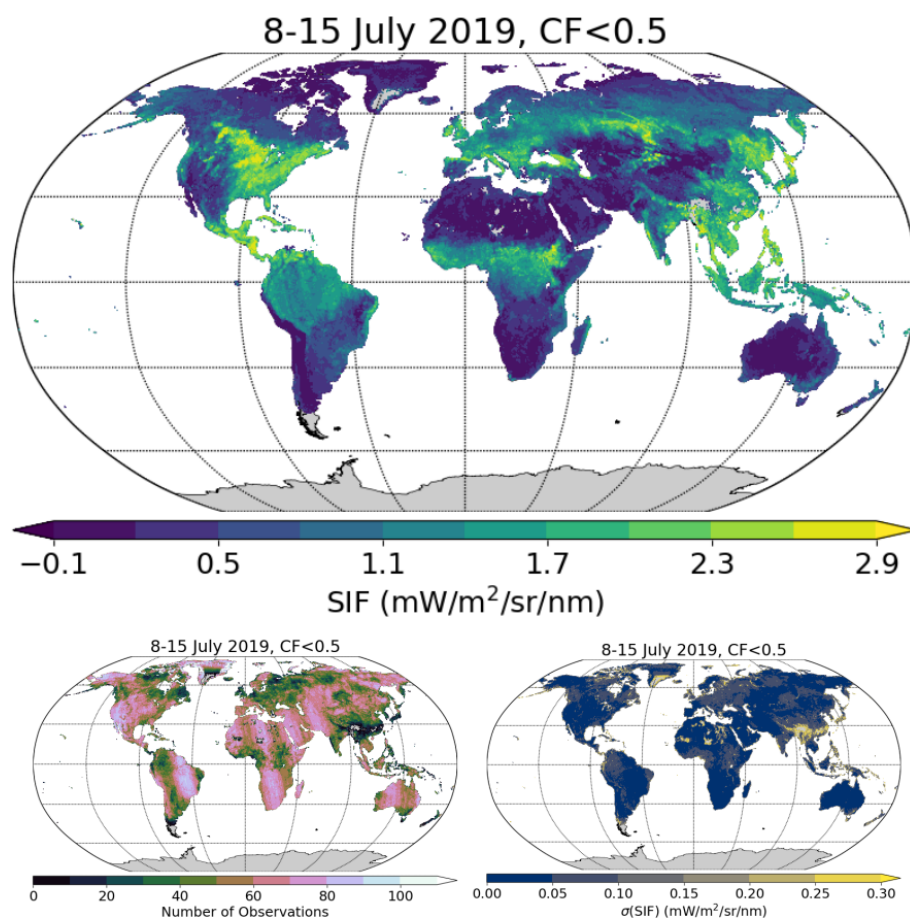 8-15 July 2019, CF<0.5
−0.1 0.5 1.1 1.7 2.3 2.9
SIF (mW/m²/sr/nm)
8-15 July 2019, CF<0.5
0 20 40 60 80 100
Number of Observations
8-15 July 2019, CF<0.5
0.00 0.05 0.10 0.15 0.20 0.25 0.30
σ(SIF) (mW/m²/sr/nm)